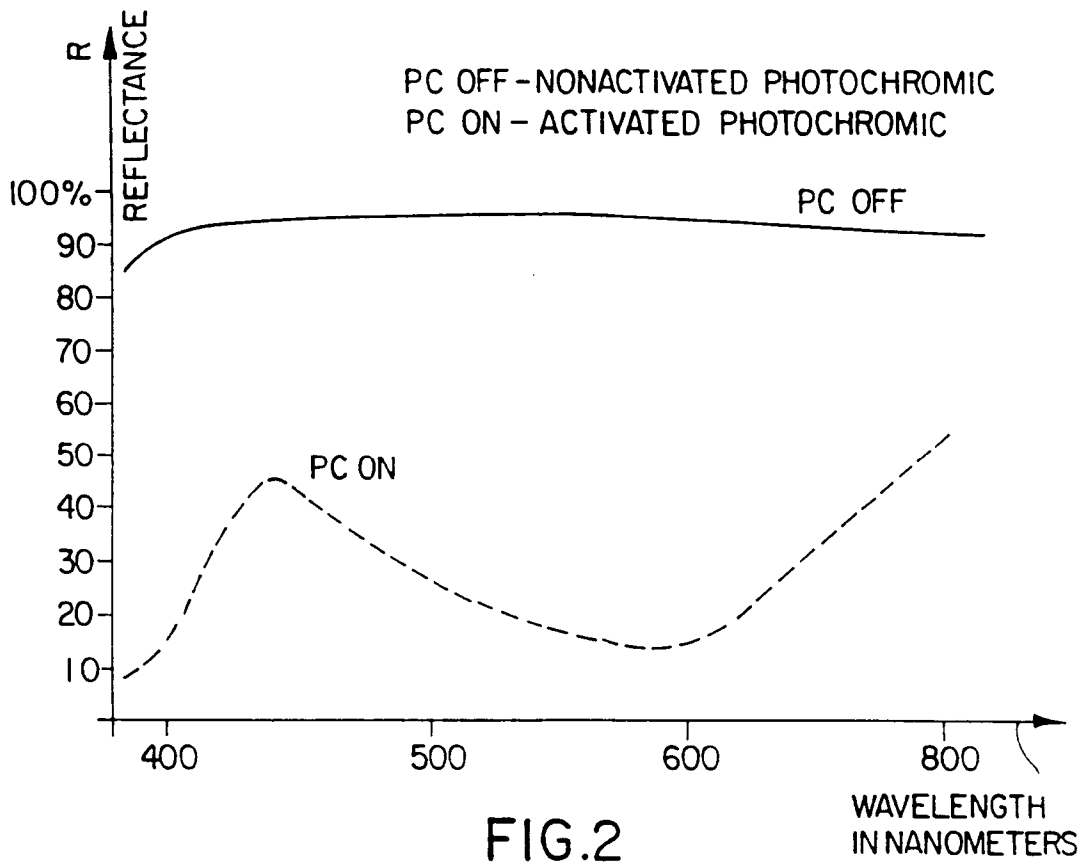 R
REFLECTANCE
PC OFF-NONACTIVATED PHOTOCHROMIC
PC ON-ACTIVATED PHOTOCHROMIC
100%
90
80
70
60
50
40
30
20
10
PC OFF
PC ON
400
500
600
800
WAVELENGTH
IN NANOMETERS
FIG.2